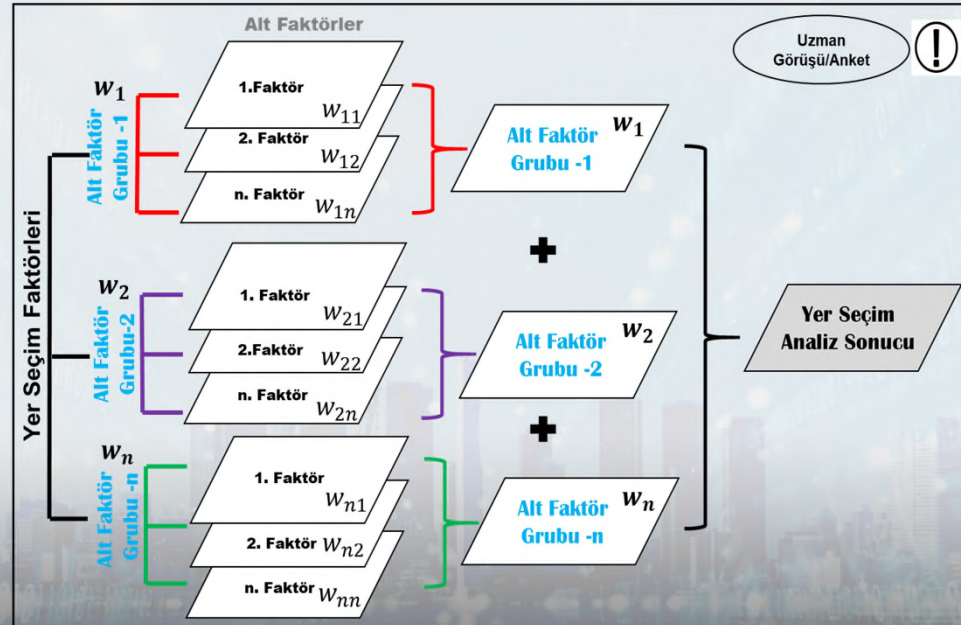 Alt Faktörler
Uzman
Görüşü/Anket
!
Yer Seçim Faktörleri
w₁
Alt Faktör
Grubu -1
1.Faktör
w₁₁
2. Faktör
w₁₂
n. Faktör
w₁ₙ
Alt Faktör
Grubu -1
w₁
+
w₂
Alt Faktör
Grubu-2
1. Faktör
w₂₁
2.Faktör
w₂₂
n. Faktör
w₂ₙ
Alt Faktör
Grubu -2
w₂
+
wₙ
Alt Faktör
Grubu -n
1. Faktör
wₙ₁
2. Faktör
wₙ₂
n. Faktör
wₙₙ
Alt Faktör
Grubu -n
wₙ
Yer Seçim
Analiz Sonucu